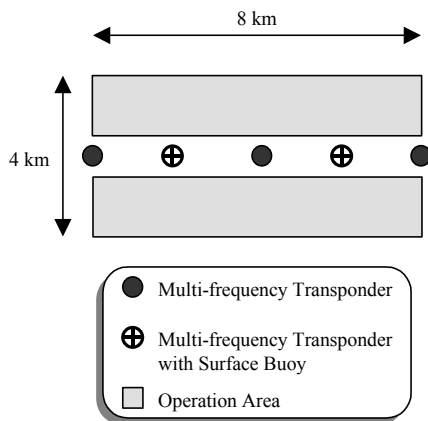 8 km
4 km
Multi-frequency Transponder
Multi-frequency Transponder
with Surface Buoy
Operation Area